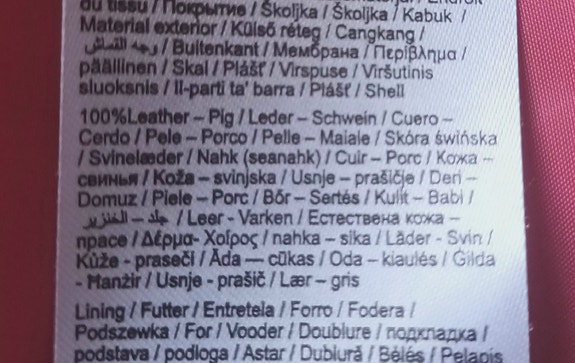 du tissu / Покрытие / Školjka / Školjka / Kabuk /
Material exterior / Külső réteg / Cangkang /
وجه القماش / Buitenkant / Мембрана / Περίβλημα /
päällinen / Skal / Plášť / Virspuse / Viršutinis
sluoksnis / Il-parti ta' barra / Plášť / Shell
100%Leather – Pig / Leder – Schwein / Cuero –
Cerdo / Pele – Porco / Pelle – Maiale / Skóra świńska
/ Svinelæder / Nahk (seanahk) / Cuir – Porc / Кожа –
свинья / Koža – svinjska / Usnje – prašičje / Deri –
Domuz / Piele – Porc / Bőr – Sertés / Kulit – Babi /
جلد – الخنزير / Leer - Varken / Естествена кожа –
прасе / Δέρμα- Χοίρος / nahka – sika / Läder - Svin /
Kůže - praseči / Āda — cūkas / Oda – kiaulés / Ġilda
- Manżir / Usnje - prašič / Lær – gris
Lining / Futter / Entretela / Forro / Fodera /
Podszewka / For / Vooder / Doublure / подкладка /
podstava / podloga / Astar / Dublură / Bélés / Pelapis